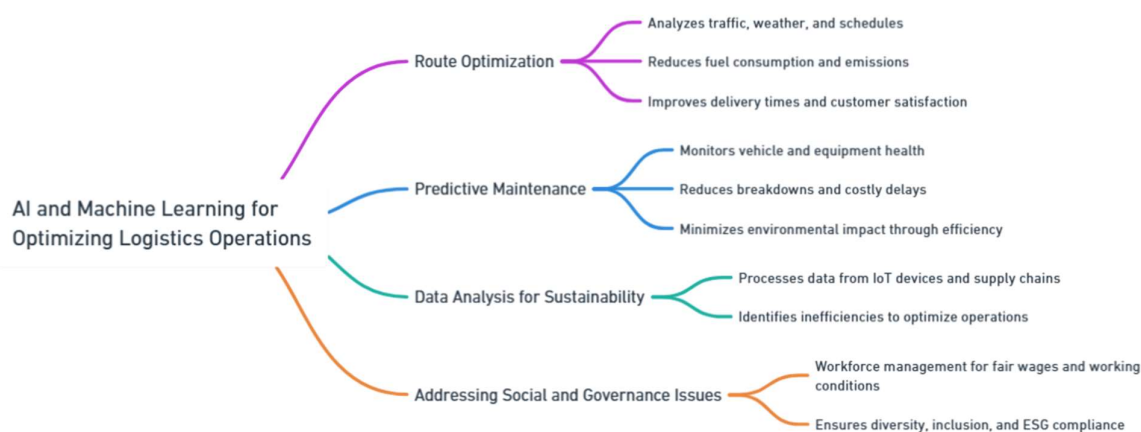 AI and Machine Learning for
Optimizing Logistics Operations
Route Optimization
Analyzes traffic, weather, and schedules
Reduces fuel consumption and emissions
Improves delivery times and customer satisfaction
Predictive Maintenance
Monitors vehicle and equipment health
Reduces breakdowns and costly delays
Minimizes environmental impact through efficiency
Data Analysis for Sustainability
Processes data from IoT devices and supply chains
Identifies inefficiencies to optimize operations
Addressing Social and Governance Issues
Workforce management for fair wages and working
conditions
Ensures diversity, inclusion, and ESG compliance